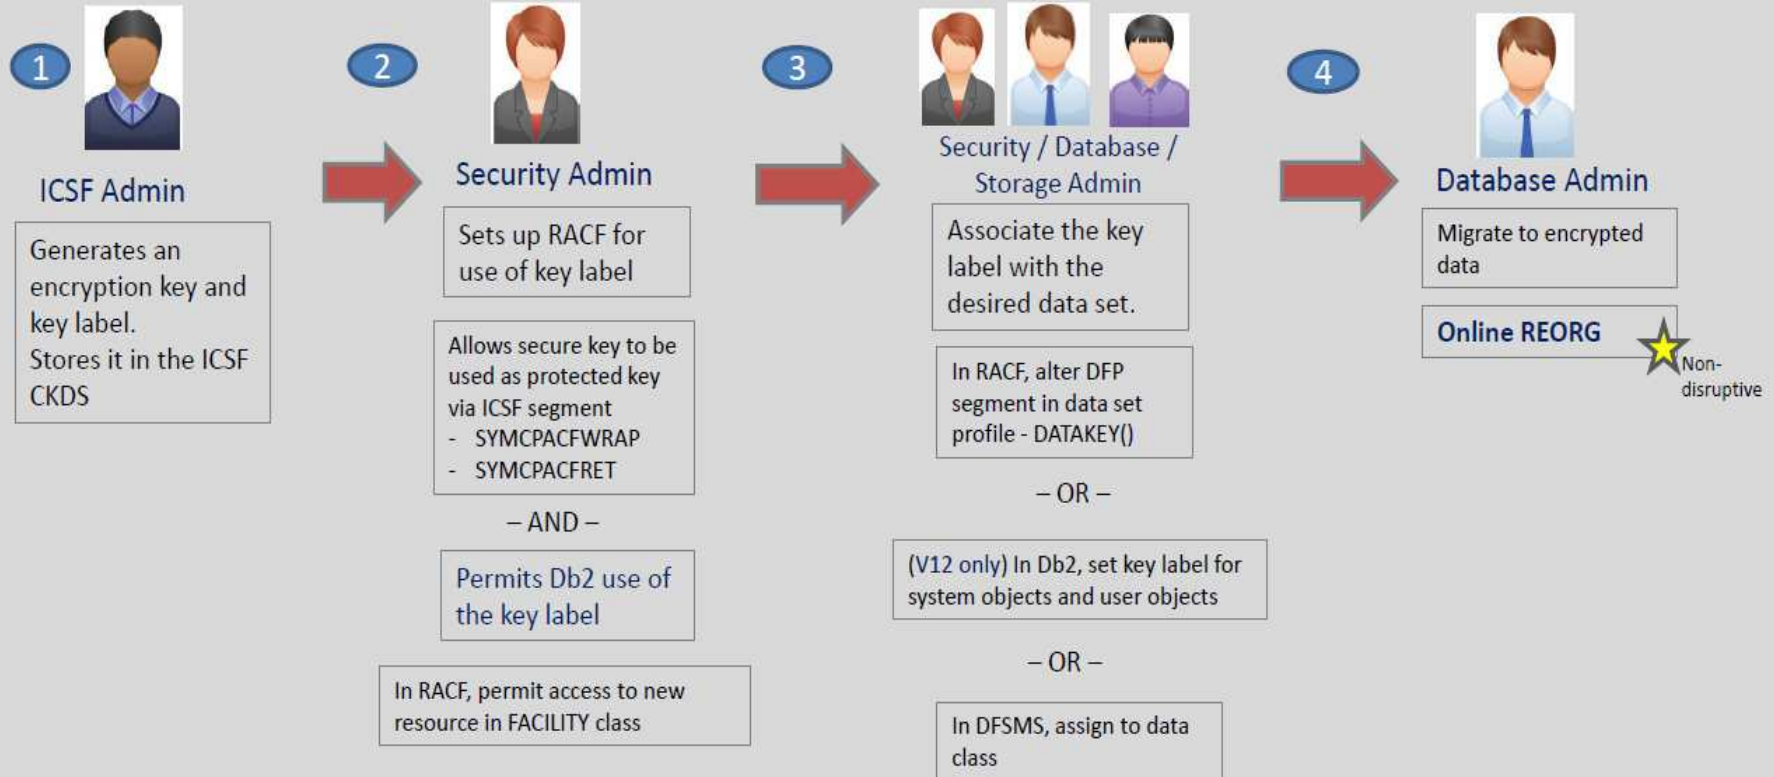 1
ICSF Admin
Generates an
encryption key and
key label.
Stores it in the ICSF
CKDS
2
Security Admin
Sets up RACF for
use of key label
Allows secure key to be
used as protected key
via ICSF segment
- SYMCPACFWRAP
- SYMCPACFRET
– AND –
Permits Db2 use of
the key label
In RACF, permit access to new
resource in FACILITY class
3
Security / Database /
Storage Admin
Associate the key
label with the
desired data set.
In RACF, alter DFP
segment in data set
profile - DATAKEY()
– OR –
(V12 only) In Db2, set key label for
system objects and user objects
– OR –
In DFSMS, assign to data
class
4
Database Admin
Migrate to encrypted
data
Online REORG
Non-
disruptive